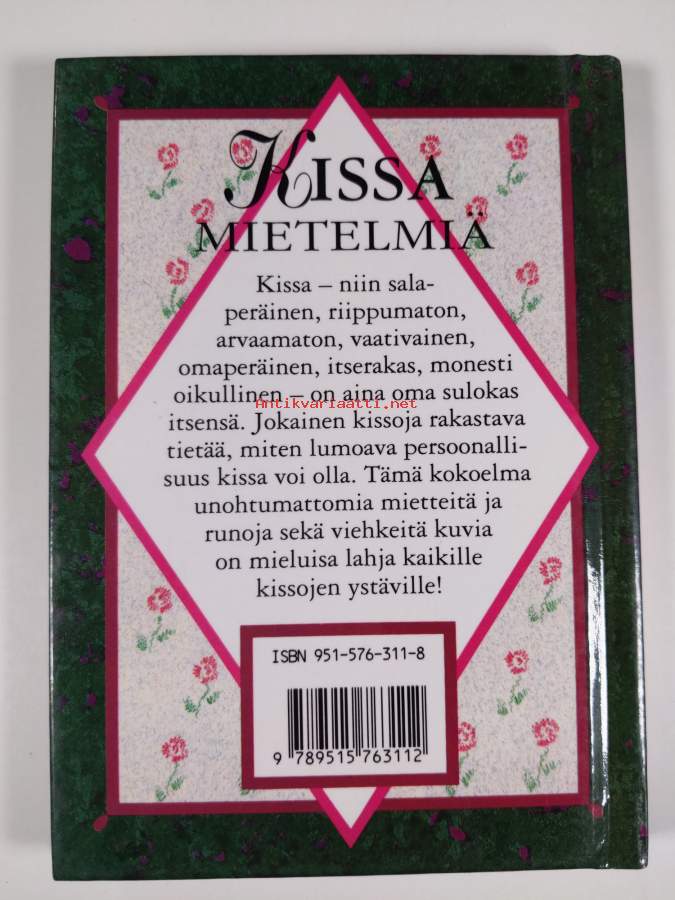 KISSA
MIETELMIÄ
Kissa – niin sala-
peräinen, riippumaton,
arvaamaton, vaativainen,
omaperäinen, itserakas, monesti
oikullinen – on aina oma sulokas
Antikvariaatti.net
itsensä. Jokainen kissoja rakastava
tietää, miten lumoava persoonalli-
suus kissa voi olla. Tämä kokoelma
unohtumattomia mietteitä ja
runoja sekä viehkeitä kuvia
on mieluisa lahja kaikille
kissojen ystäville!
ISBN 951-576-311-8
9 789515 763112